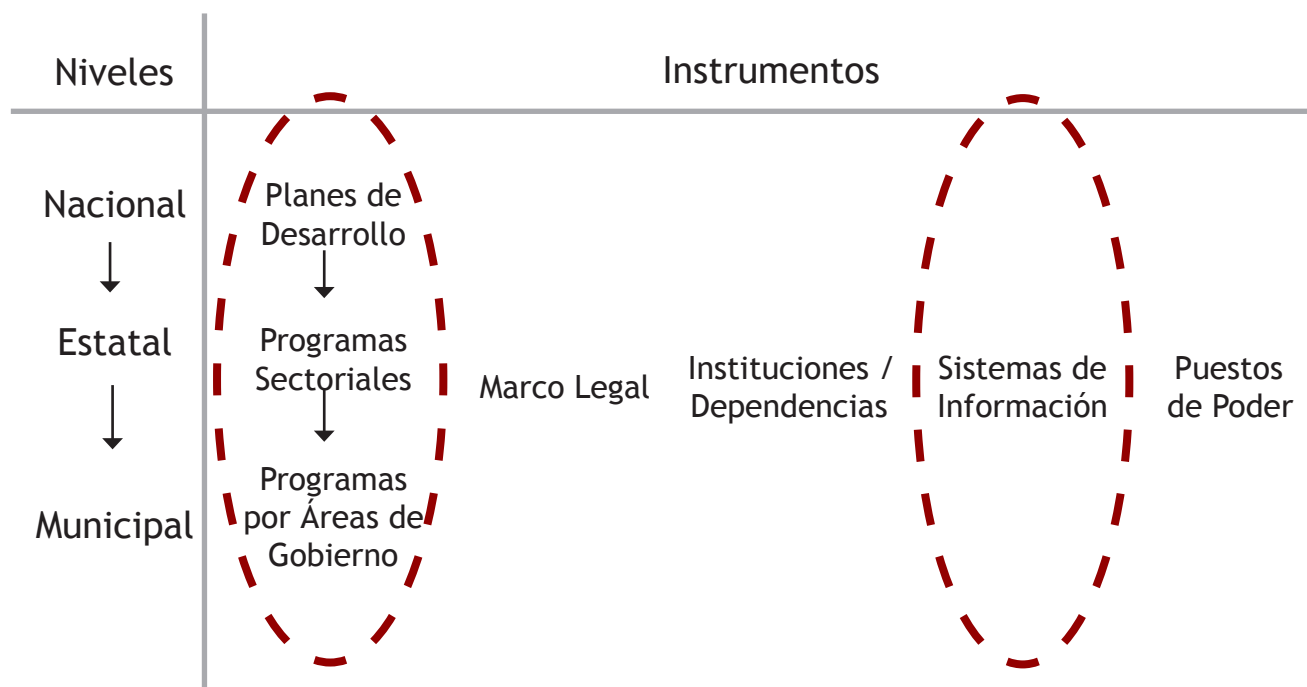 Niveles
Instrumentos
Nacional
Estatal
Municipal
Planes de
Desarrollo
Programas
Sectoriales
Programas
por Áreas de
Gobierno
Marco Legal
Instituciones /
Dependencias
Sistemas de
Información
Puestos
de Poder